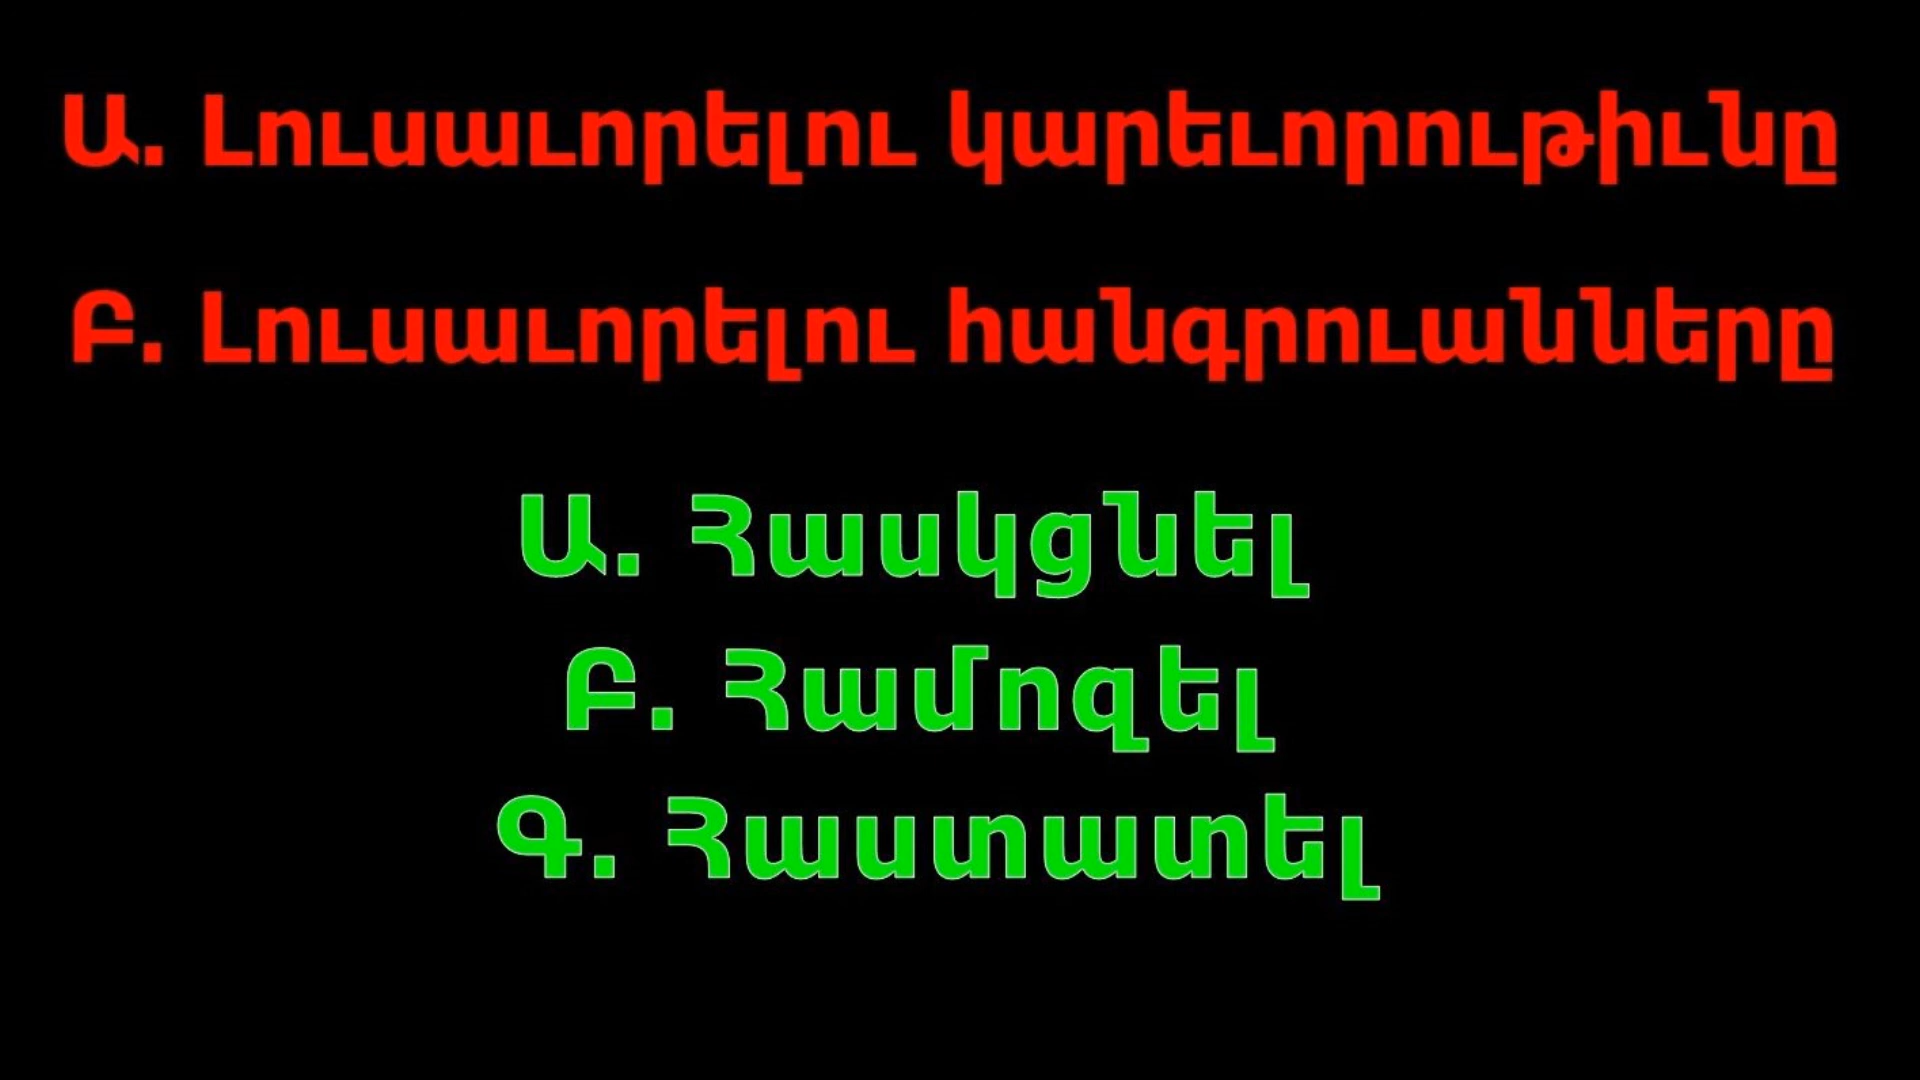 Ա. Լուսաւորելու կարեւորութիւնը
Բ. Լուսաւորելու հանգրուանները
Ա. Հասկցնել
Բ. Համոզել
Գ. Հաստատել